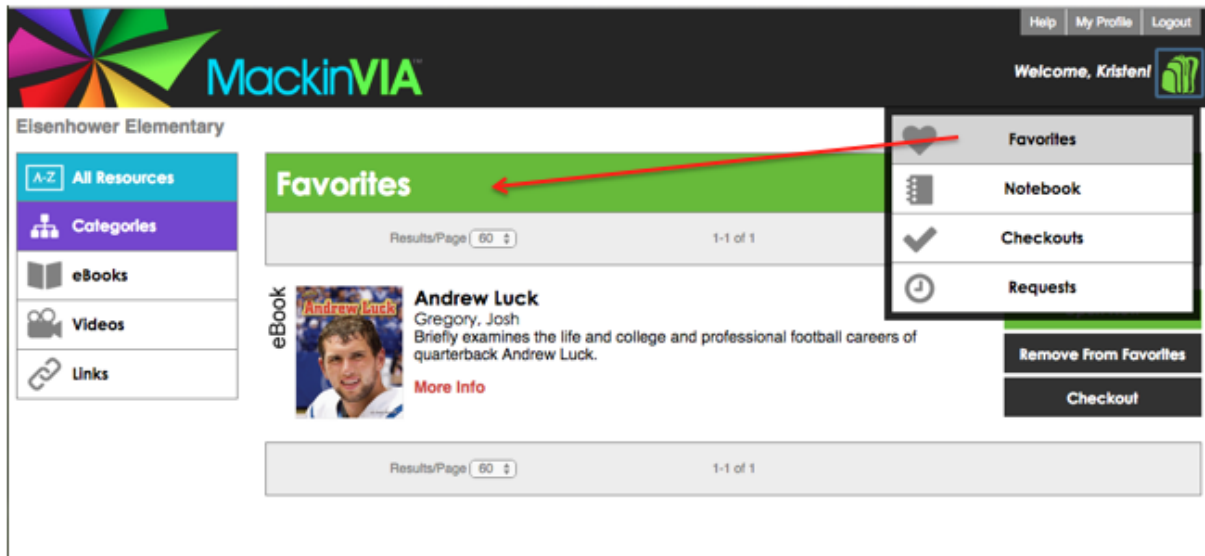 Help My Profile Logout
MackinVIA™
Welcome, Kristen!
Eisenhower Elementary
A-Z All Resources
Categories
eBooks
Videos
Links
Favorites
Notebook
Checkouts
Requests
Favorites
Results/Page 60 1-1 of 1
eBook
Andrew Luck
Andrew Luck
Gregory, Josh
Briefly examines the life and college and professional football careers of
quarterback Andrew Luck.
More Info
Remove From Favorites
Checkout
Results/Page 60 1-1 of 1